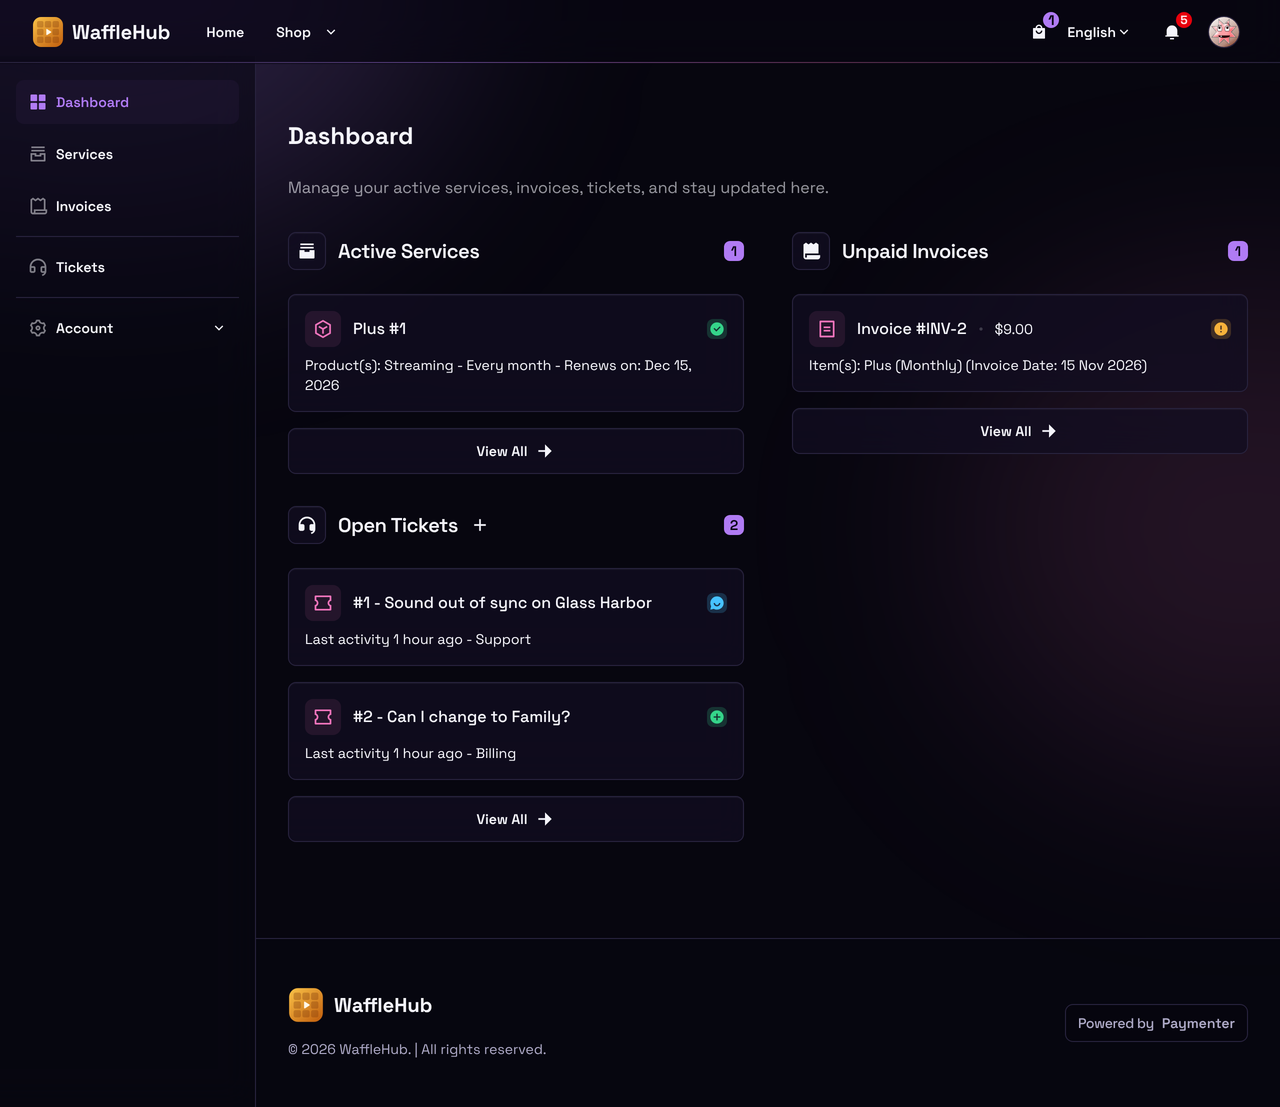 WaffleHub
Home
Shop
1
English
5
Dashboard
Services
Invoices
Tickets
Account
Dashboard
Manage your active services, invoices, tickets, and stay updated here.
Active Services
1
Plus #1
Product(s): Streaming - Every month - Renews on: Dec 15,
2026
View All
Open Tickets
2
#1 - Sound out of sync on Glass Harbor
Last activity 1 hour ago - Support
#2 - Can I change to Family?
Last activity 1 hour ago - Billing
View All
Unpaid Invoices
1
Invoice #INV-2 • $9.00
Item(s): Plus (Monthly) (Invoice Date: 15 Nov 2026)
View All
WaffleHub
© 2026 WaffleHub. | All rights reserved.
Powered by Paymenter